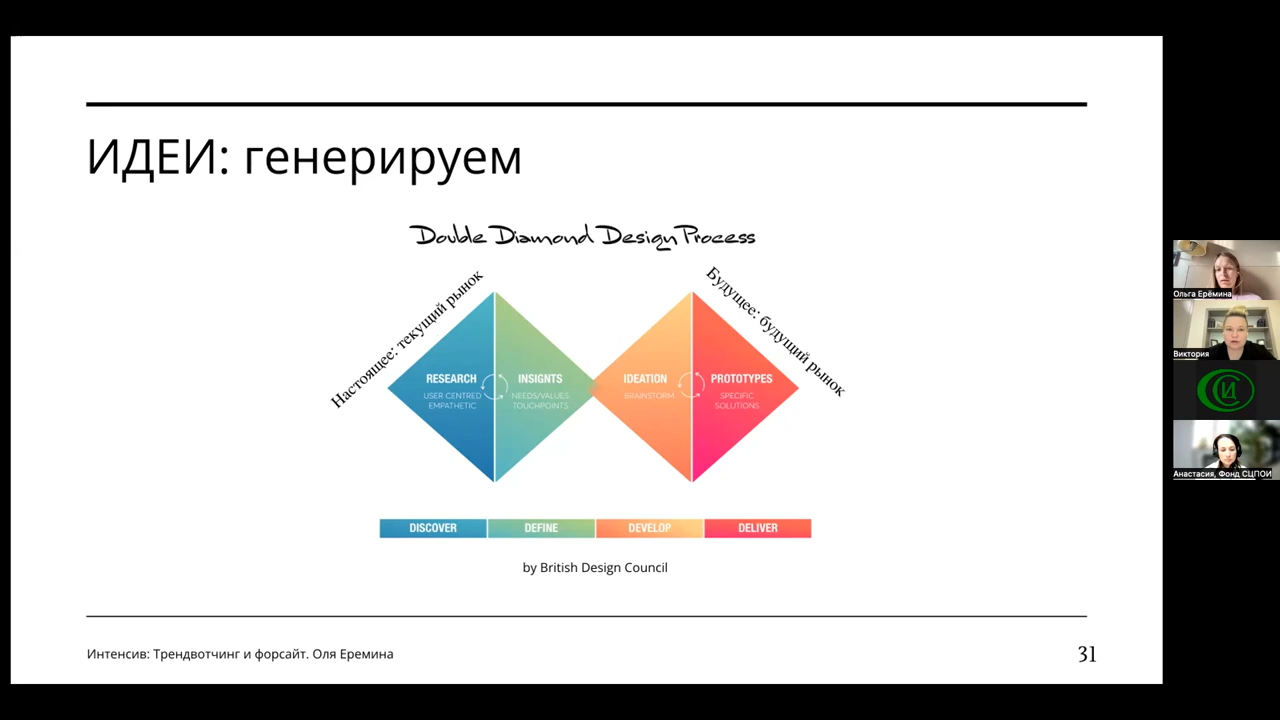 ИДЕИ: генерируем
Double Diamond Design Process
Настоящее: текущий рынок
Будущее: будущий рынок
RESEARCH
USER CENTRED
EMPATHETIC
INSIGNTS
NEEDS/VALUES
TOUCHPOINTS
IDEATION
BRAINSTORM
PROTOTYPES
SPECIFIC
SOLUTIONS
DISCOVER
DEFINE
DEVELOP
DELIVER
by British Design Council
Интенсив: Трендвотчинг и форсайт. Оля Еремина
31
Ольга Ерёмина
Виктория
Анастасия, Фонд СЦПОИ